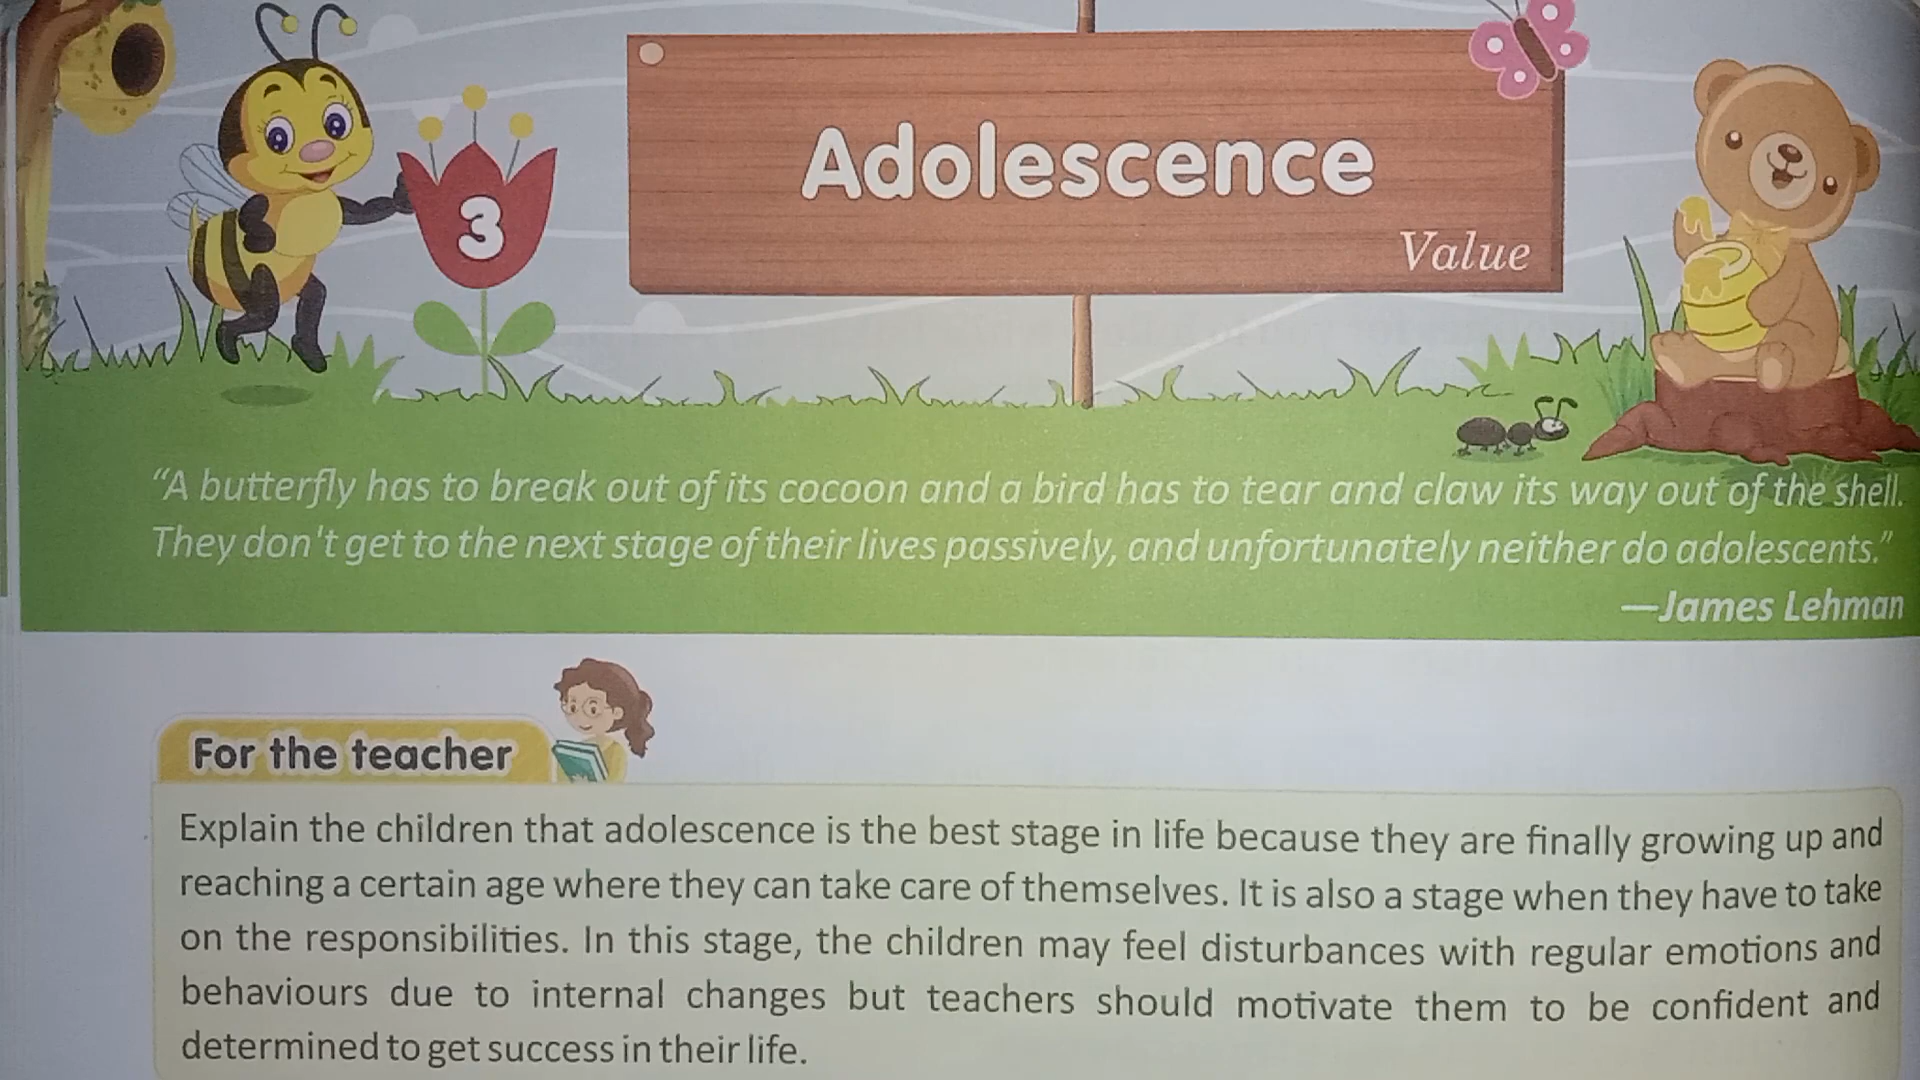 3
Adolescence
Value
“A butterfly has to break out of its cocoon and a bird has to tear and claw its way out of the shell.
They don't get to the next stage of their lives passively, and unfortunately neither do adolescents.”
—James Lehman
For the teacher
Explain the children that adolescence is the best stage in life because they are finally growing up and
reaching a certain age where they can take care of themselves. It is also a stage when they have to take
on the responsibilities. In this stage, the children may feel disturbances with regular emotions and
behaviours due to internal changes but teachers should motivate them to be confident and
determined to get success in their life.